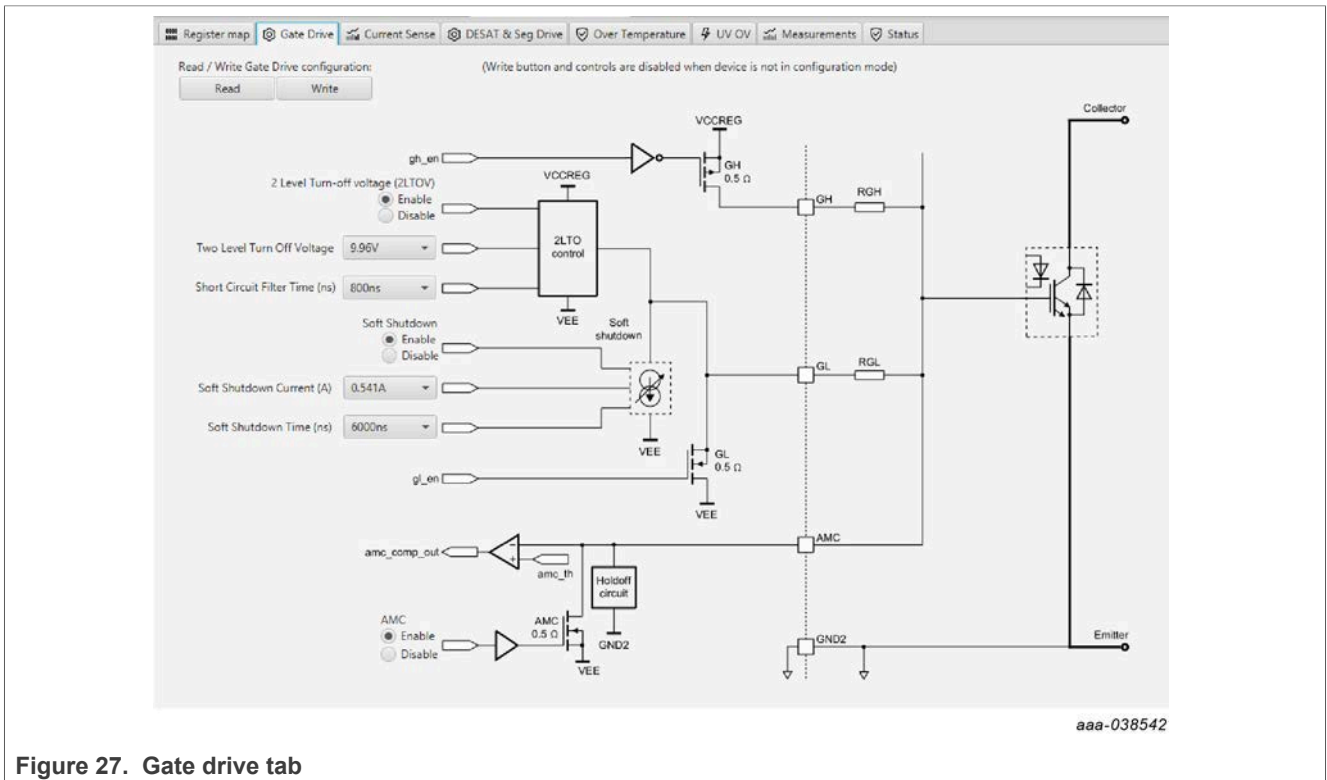 Register map Gate Drive Current Sense DESAT & Seg Drive Over Temperature UV OV Measurements Status
Read / Write Gate Drive configuration: (Write button and controls are disabled when device is not in configuration mode)
Read Write
Collector
VCCREG
gh_en
GH
0.5 Ω
VCCREG
2 Level Turn-off voltage (2LTOV)
Enable
Disable
GH
RGH
2LTO
control
Two Level Turn Off Voltage 9.96V
Short Circuit Filter Time (ns) 800ns
VEE
Soft
shutdown
Soft Shutdown
Enable
Disable
GL
RGL
Soft Shutdown Current (A) 0.541A
Soft Shutdown Time (ns) 6000ns
VEE
GL
0.5 Ω
gl_en
VEE
AMC
amc_comp_out
-
+
amc_th
Holdoff
circuit
AMC
Enable
Disable
AMC
0.5 Ω
GND2
VEE
GND2
Emitter
aaa-038542
Figure 27. Gate drive tab